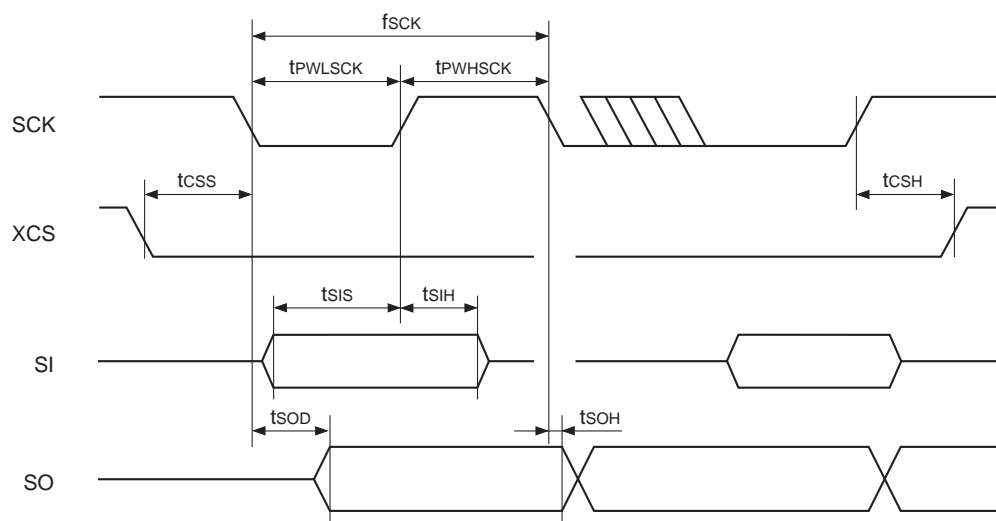 fSCK
tPWLSCK tPWHSCK
SCK
tCSS tCSH
XCS
tSIS tSIH
SI
tSOD tSOH
SO